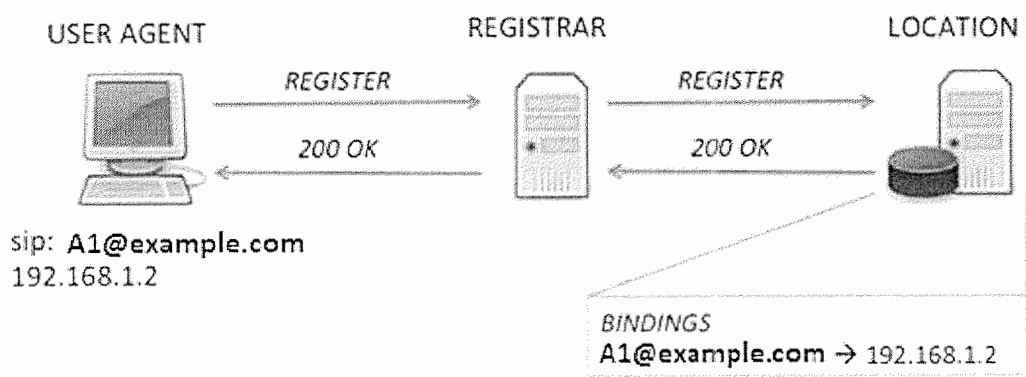 USER AGENT
REGISTRAR
LOCATION
REGISTER
REGISTER
200 OK
200 OK
sip: A1@example.com
192.168.1.2
BINDINGS
A1@example.com → 192.168.1.2